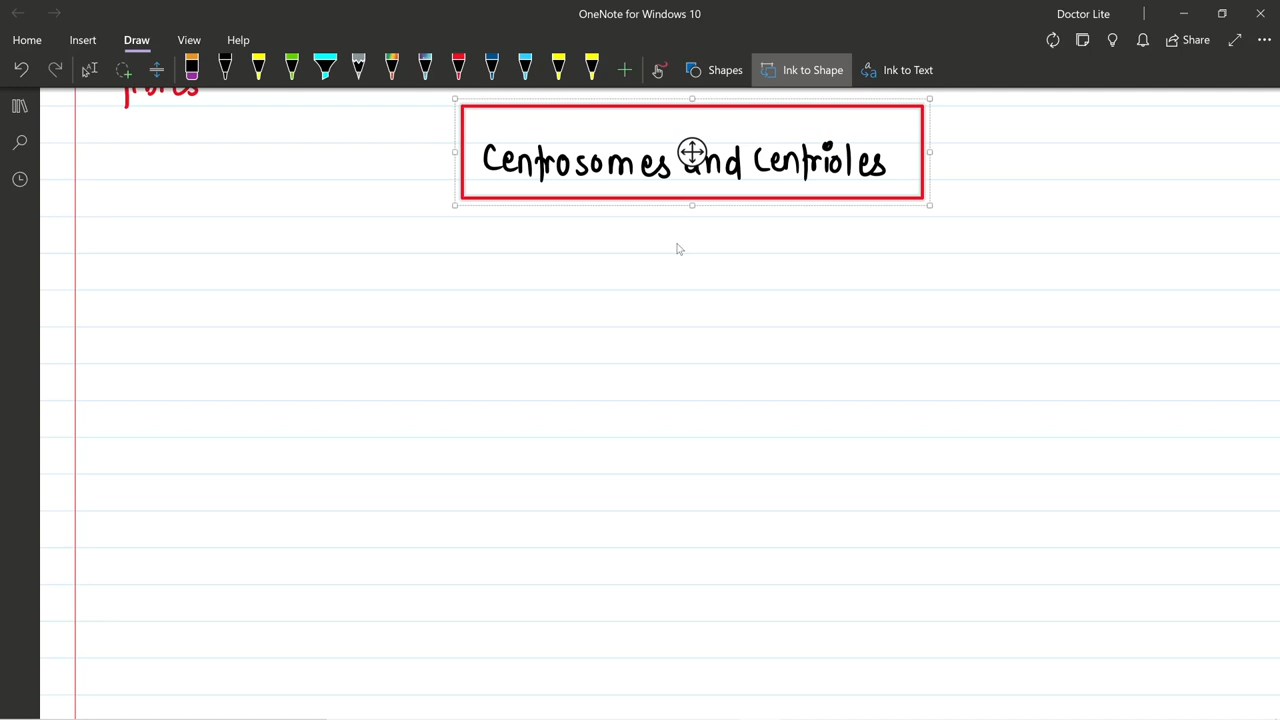 OneNote for Windows 10
Doctor Lite
Home
Insert
Draw
View
Help
Share
Shapes
Ink to Shape
Ink to Text
Centrosomes and Centrioles